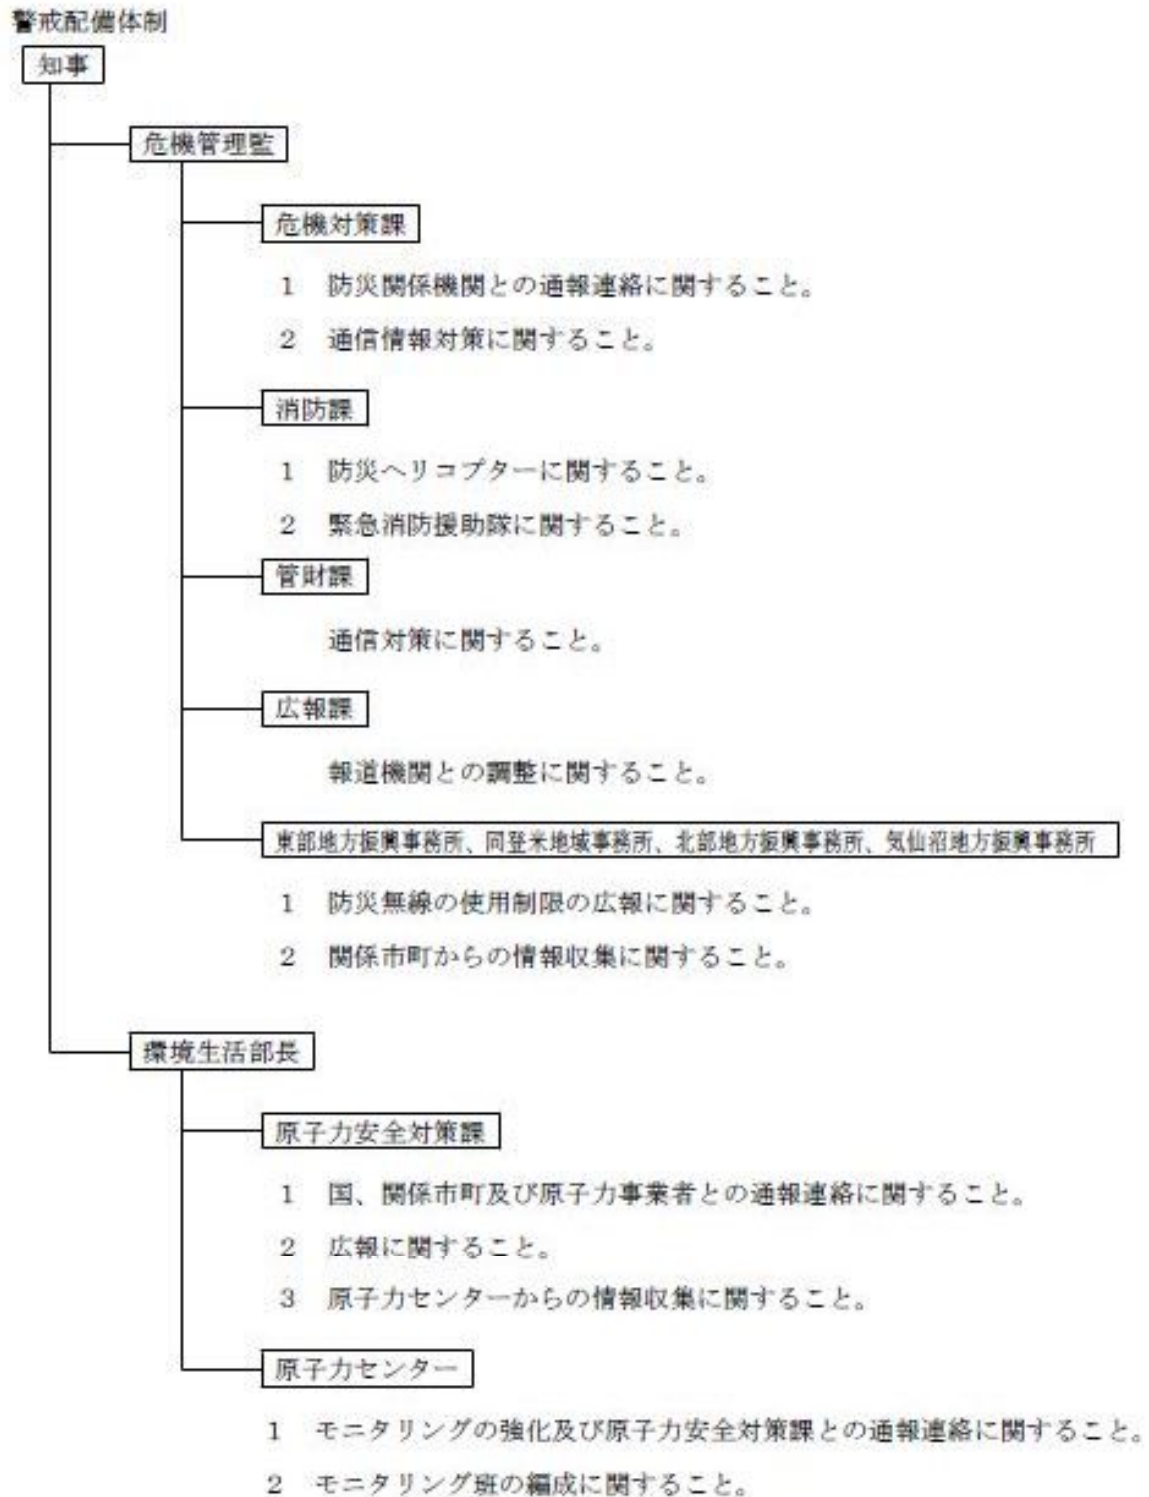 警戒配備体制
知事
危機管理監
危機対策課
1 防災関係機関との通報連絡に関すること。
2 通信情報対策に関すること。
消防課
1 防災ヘリコプターに関すること。
2 緊急消防援助隊に関すること。
管財課
通信対策に関すること。
広報課
報道機関との調整に関すること。
東部地方振興事務所、同登米地域事務所、北部地方振興事務所、気仙沼地方振興事務所
1 防災無線の使用制限の広報に関すること。
2 関係市町からの情報収集に関すること。
環境生活部長
原子力安全対策課
1 国、関係市町及び原子力事業者との通報連絡に関すること。
2 広報に関すること。
3 原子力センターからの情報収集に関すること。
原子力センター
1 モニタリングの強化及び原子力安全対策課との通報連絡に関すること。
2 モニタリング班の編成に関すること。